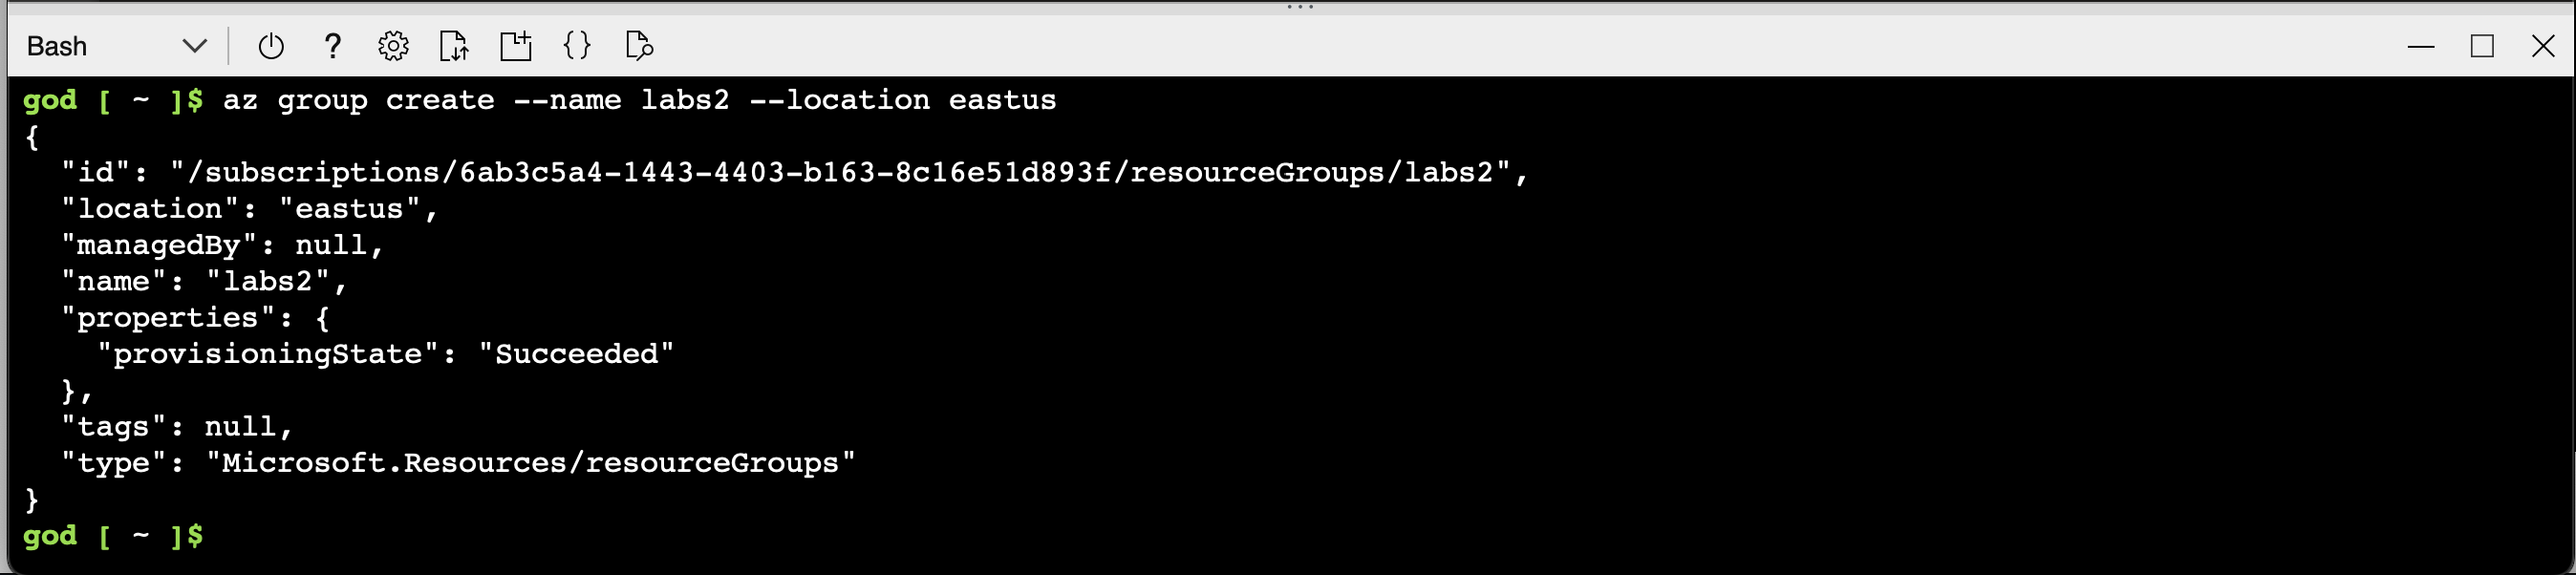 Bash
god [ ~ ]$ az group create --name labs2 --location eastus
{
  "id": "/subscriptions/6ab3c5a4-1443-4403-b163-8c16e51d893f/resourceGroups/labs2",
  "location": "eastus",
  "managedBy": null,
  "name": "labs2",
  "properties": {
    "provisioningState": "Succeeded"
  },
  "tags": null,
  "type": "Microsoft.Resources/resourceGroups"
}
god [ ~ ]$